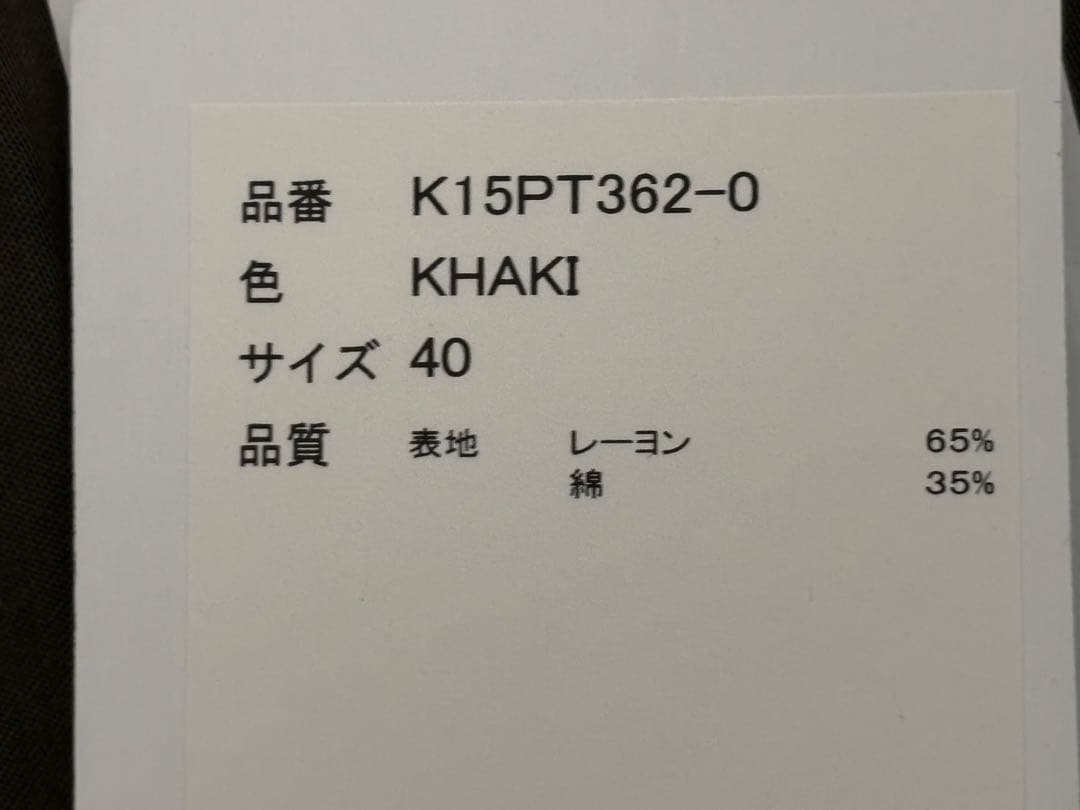 品番 K15PT362-0
色 KHAKI
サイズ 40
品質 表地 レーヨン 65%
綿 35%